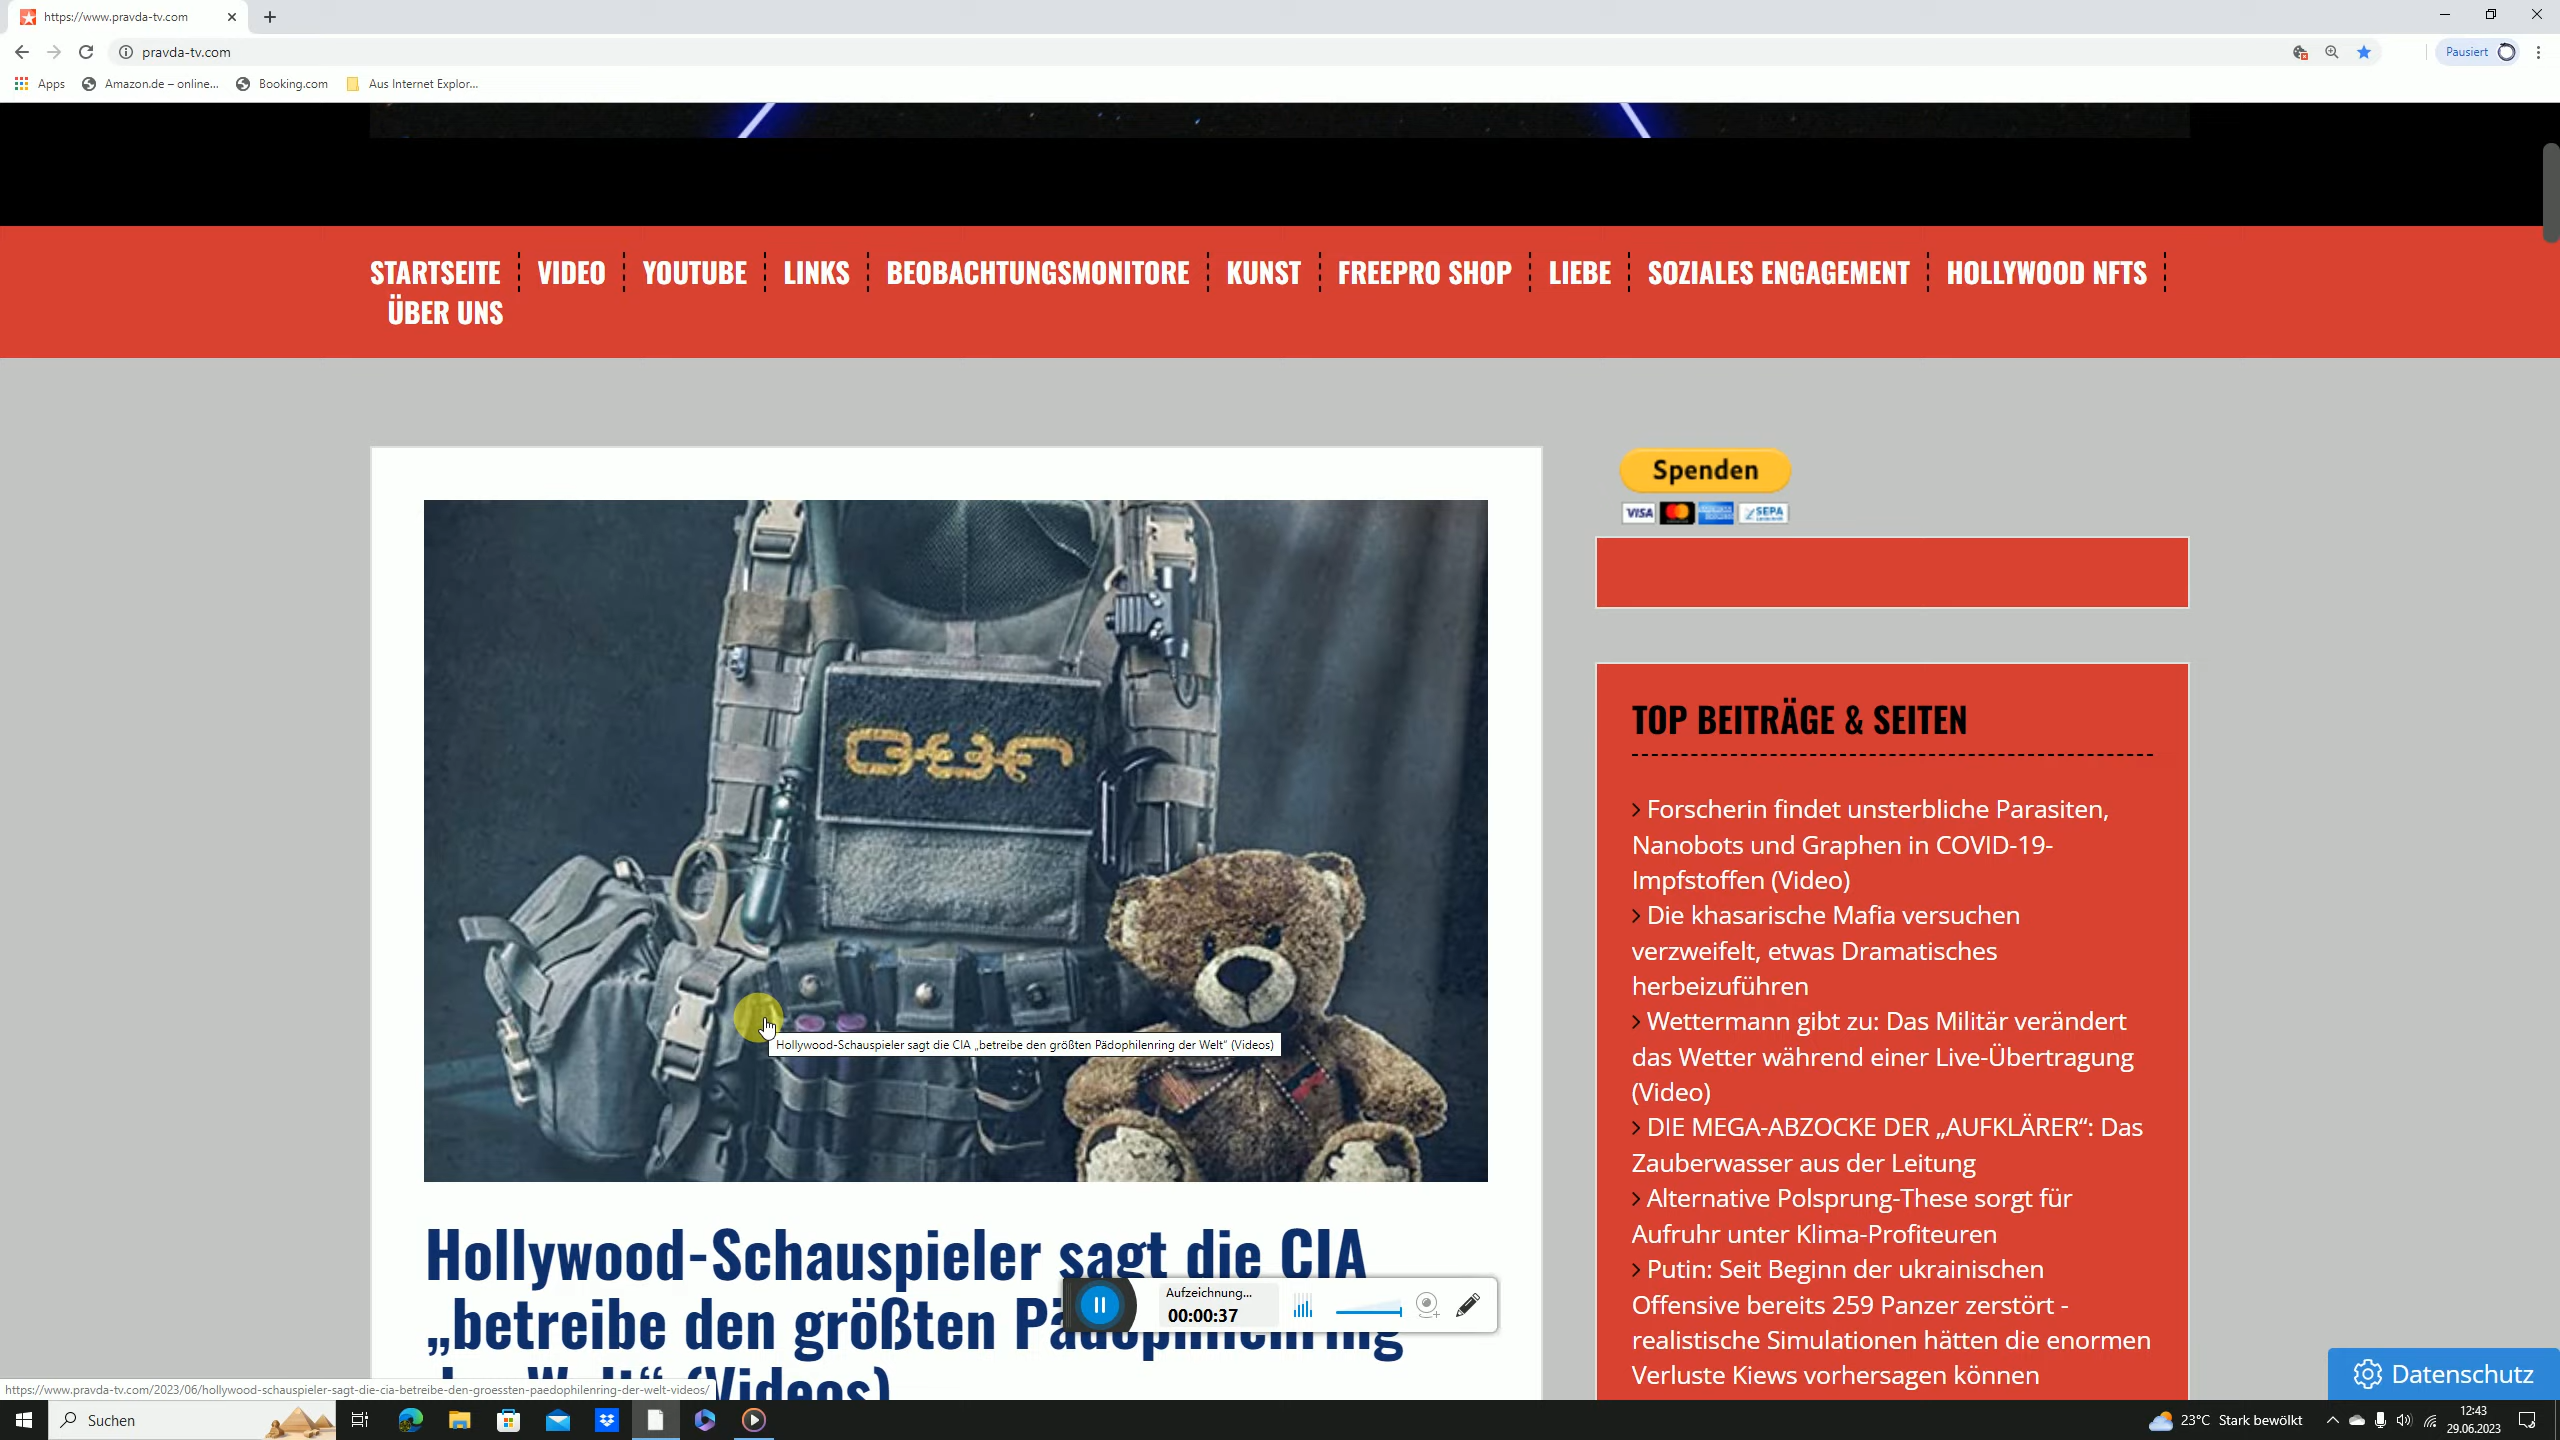 https://www.pravda-tv.com
pravda-tv.com
Pausiert
Apps
Amazon.de – online...
Booking.com
Aus Internet Explor...
STARTSEITE
VIDEO
YOUTUBE
LINKS
BEOBACHTUNGSMONITORE
KUNST
FREEPRO SHOP
LIEBE
SOZIALES ENGAGEMENT
HOLLYWOOD NFTS
ÜBER UNS
Spenden
VISA
SEPA
TOP BEITRÄGE & SEITEN
Forscherin findet unsterbliche Parasiten,
Nanobots und Graphen in COVID-19-
Impfstoffen (Video)
Die khasarische Mafia versuchen
verzweifelt, etwas Dramatisches
herbeizuführen
Wettermann gibt zu: Das Militär verändert
das Wetter während einer Live-Übertragung
(Video)
DIE MEGA-ABZOCKE DER „AUFKLÄRER“: Das
Zauberwasser aus der Leitung
Alternative Polsprung-These sorgt für
Aufruhr unter Klima-Profiteuren
Putin: Seit Beginn der ukrainischen
Offensive bereits 259 Panzer zerstört -
realistische Simulationen hätten die enormen
Verluste Kiews vorhersagen können
Hollywood-Schauspieler sagt die CIA „betreibe den größten Pädophilenring der Welt“ (Videos)
Hollywood-Schauspieler sagt die CIA
„betreibe den größten Pädophilenring
der Welt“ (Videos)
Aufzeichnung...
00:00:37
Datenschutz
https://www.pravda-tv.com/2023/06/hollywood-schauspieler-sagt-die-cia-betreibe-den-groessten-paedophilenring-der-welt-videos/
Suchen
23°C Stark bewölkt
12:43
29.06.2023